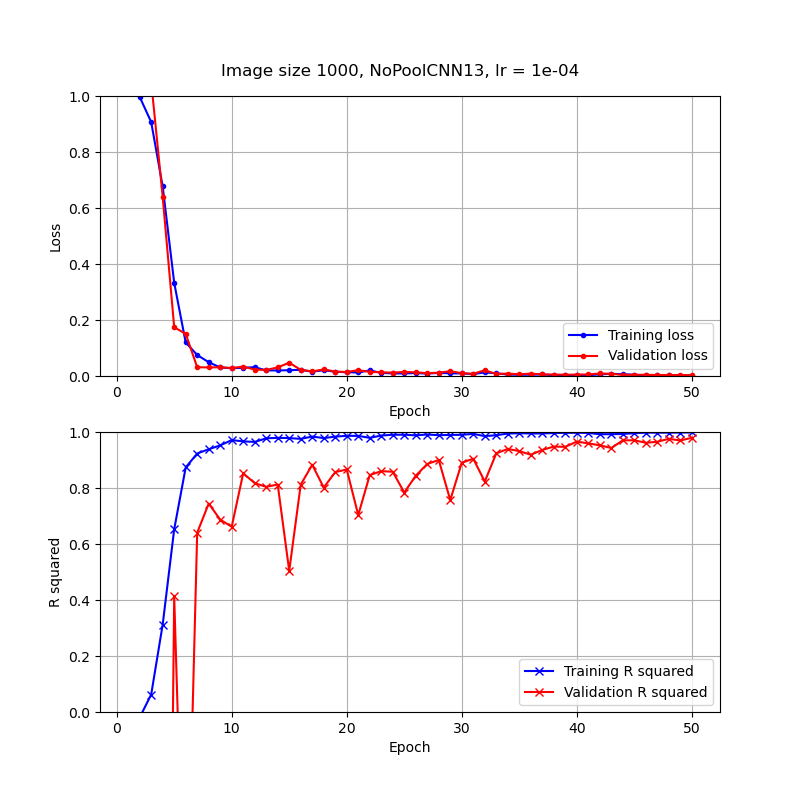 Image size 1000, NoPoolCNN13, lr = 1e-04
1.0
0.8
0.6
0.4
0.2
0.0
Loss
Training loss
Validation loss
0 10 20 30 40 50
Epoch
1.0
0.8
0.6
0.4
0.2
0.0
R squared
Training R squared
Validation R squared
0 10 20 30 40 50
Epoch